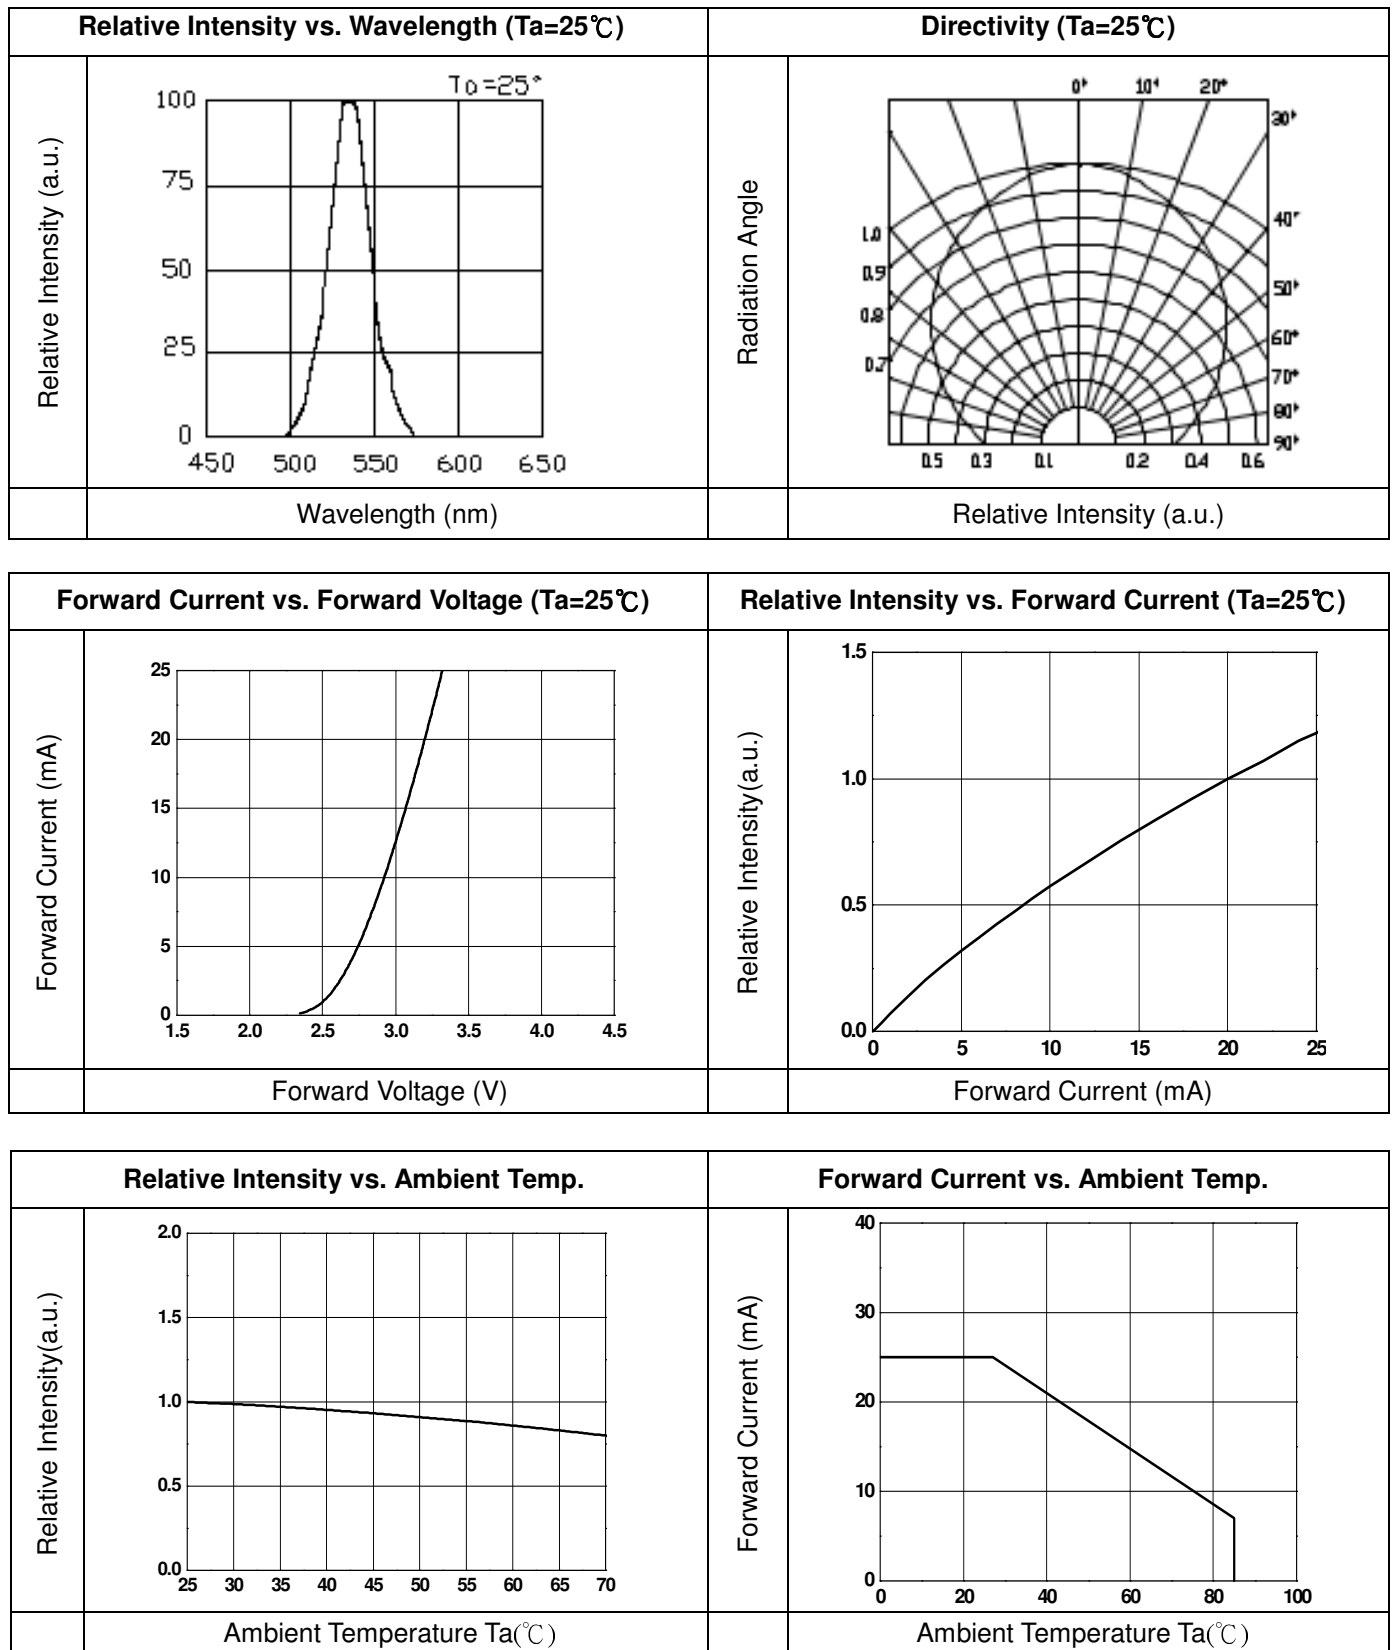 Relative Intensity vs. Wavelength (Ta=25℃)
Directivity (Ta=25℃)
Relative Intensity (a.u.)
Ta=25°
100
75
50
25
0
450 500 550 600 650
Wavelength (nm)
Radiation Angle
0° 10° 20°
30°
40°
50°
60°
70°
80°
90°
1.0
0.9
0.8
0.7
0.5 0.3 0.1 0.2 0.4 0.6
Relative Intensity (a.u.)
Forward Current vs. Forward Voltage (Ta=25℃)
Relative Intensity vs. Forward Current (Ta=25℃)
Forward Current (mA)
25
20
15
10
5
0
1.5 2.0 2.5 3.0 3.5 4.0 4.5
Forward Voltage (V)
Relative Intensity(a.u.)
1.5
1.0
0.5
0.0
0 5 10 15 20 25
Forward Current (mA)
Relative Intensity vs. Ambient Temp.
Forward Current vs. Ambient Temp.
Relative Intensity(a.u.)
2.0
1.5
1.0
0.5
0.0
25 30 35 40 45 50 55 60 65 70
Ambient Temperature Ta(℃)
Forward Current (mA)
40
30
20
10
0
0 20 40 60 80 100
Ambient Temperature Ta(℃)